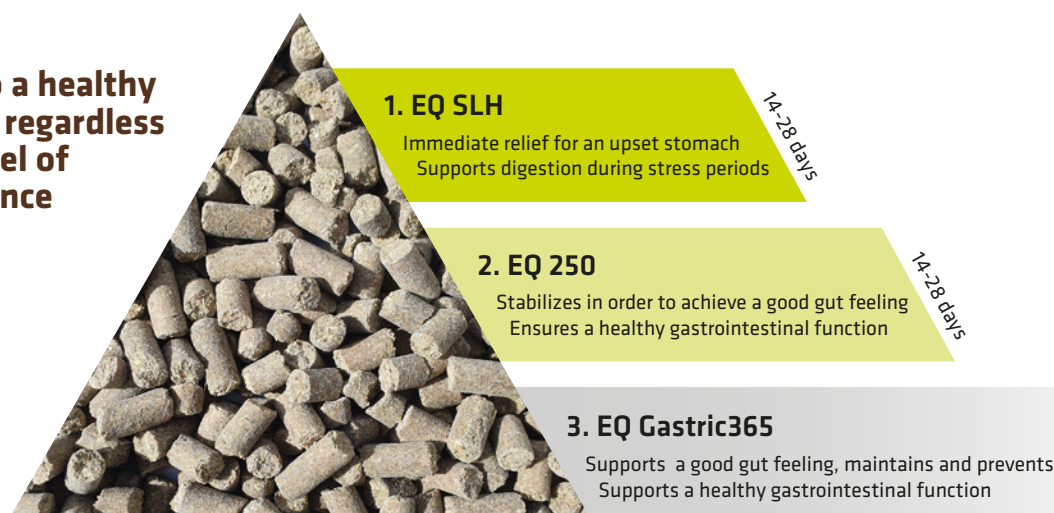 a healthy
regardless
of
1. EQ SLH
Immediate relief for an upset stomach
Supports digestion during stress periods
14-28 days
2. EQ 250
Stabilizes in order to achieve a good gut feeling
Ensures a healthy gastrointestinal function
14-28 days
3. EQ Gastric365
Supports a good gut feeling, maintains and prevents
Supports a healthy gastrointestinal function